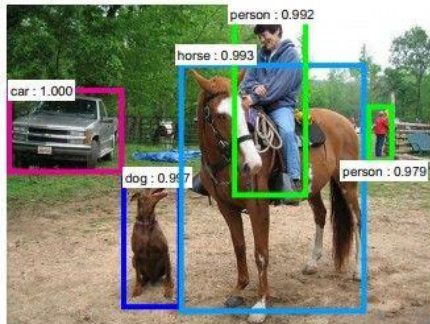 person : 0.992
horse : 0.993
car : 1.000
dog : 0.997
person : 0.979